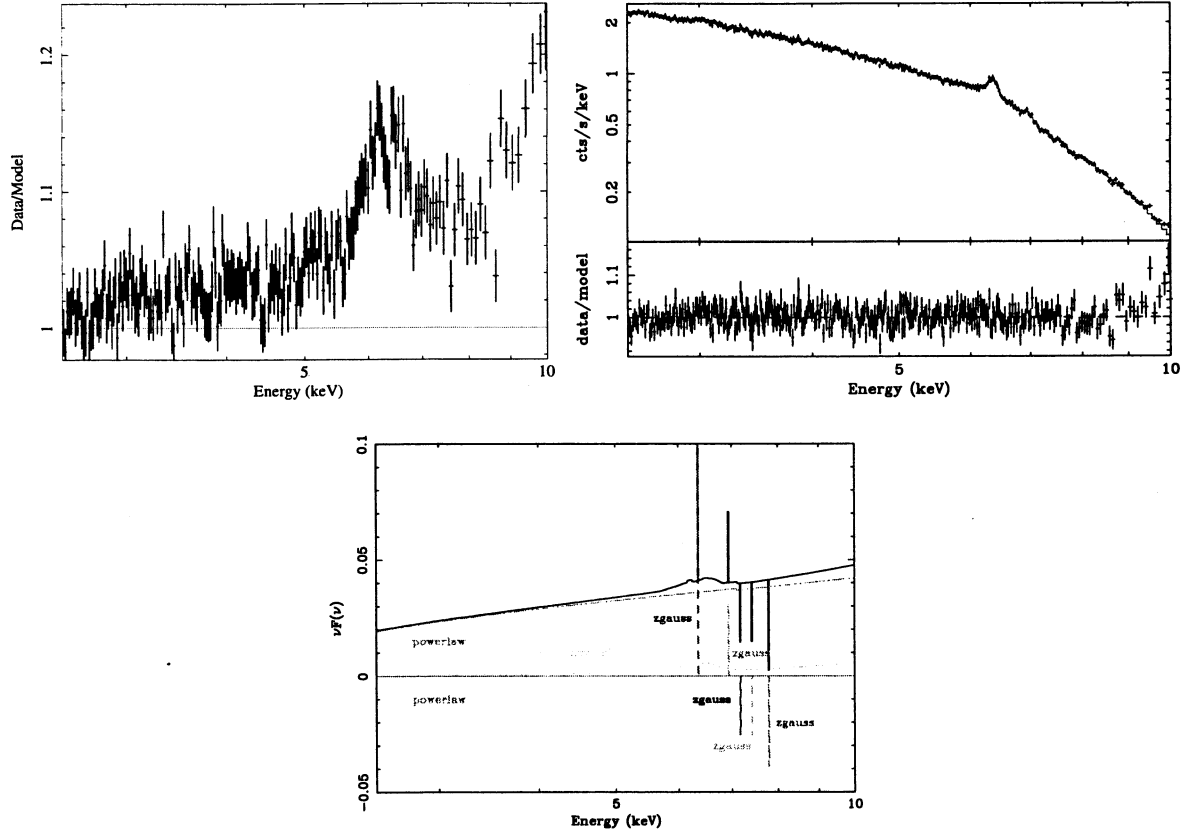 1.2
1.1
1
Data/Model
5
10
Energy (keV)
2
1
0.5
0.2
cts/s/keV
1.1
1
data/model
5
10
Energy (keV)
0.1
0.05
0
−0.05
νF(ν)
zgauss
powerlaw
zgauss
powerlaw
zgauss
zgauss
zgauss
5
10
Energy (keV)